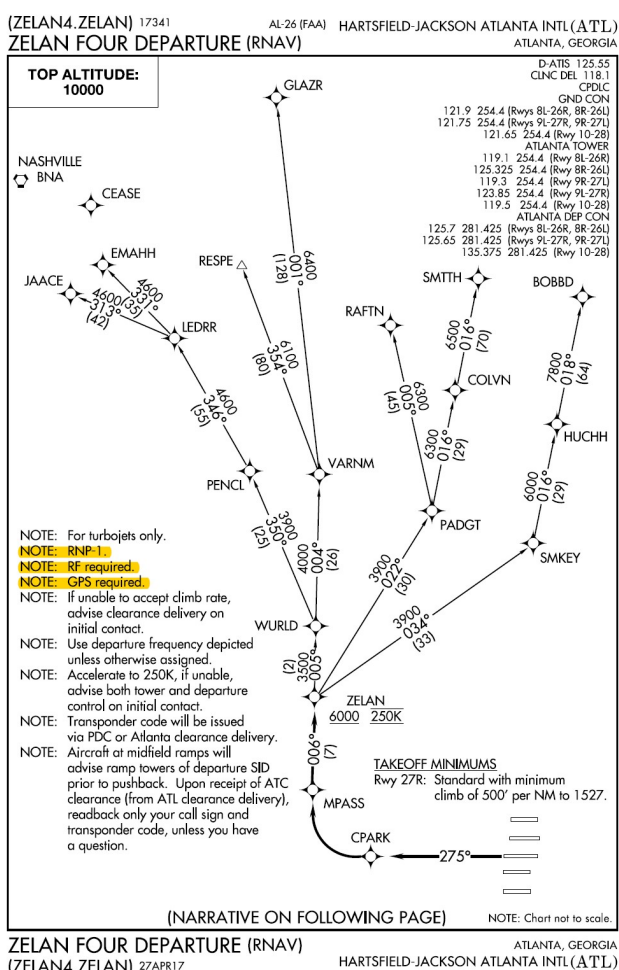 (ZELAN4.ZELAN) 17341
AL-26 (FAA)
HARTSFIELD-JACKSON ATLANTA INTL (ATL)
ZELAN FOUR DEPARTURE (RNAV)
ATLANTA, GEORGIA
TOP ALTITUDE:
10000
D-ATIS 125.55
CLNC DEL 118.1
CPDLC
GND CON
121.9 254.4 (Rwys 8L-26R, 8R-26L)
121.75 254.4 (Rwys 9L-27R, 9R-27L)
121.65 254.4 (Rwy 10-28)
ATLANTA TOWER
119.1 254.4 (Rwy 8L-26R)
125.325 254.4 (Rwy 8R-26L)
119.3 254.4 (Rwy 9R-27L)
123.85 254.4 (Rwy 9L-27R)
119.5 254.4 (Rwy 10-28)
ATLANTA DEP CON
125.7 281.425 (Rwys 8L-26R, 8R-26L)
125.65 281.425 (Rwys 9L-27R, 9R-27L)
135.375 281.425 (Rwy 10-28)
GLAZR
NASHVILLE
BNA
CEASE
EMAHH
JAACE
RESPE
SMTTH
BOBBD
RAFTN
LEDRR
COLVN
HUCHH
PENCL
VARNM
PADGT
SMKEY
WURLD
ZELAN
6000 250K
MPASS
CPARK
4600
331°
(35)
4600
313°
(42)
4600
346°
(55)
3900
350°
(25)
6100
354°
(80)
6400
001°
(128)
4000
004°
(26)
6300
005°
(45)
6500
016°
(70)
6300
016°
(29)
7800
018°
(64)
6000
016°
(29)
3900
022°
(30)
3900
034°
(33)
3500
005°
(2)
006°
(7)
275°
NOTE: For turbojets only.
NOTE: RNP-1.
NOTE: RF required.
NOTE: GPS required.
NOTE: If unable to accept climb rate,
advise clearance delivery on
initial contact.
NOTE: Use departure frequency depicted
unless otherwise assigned.
NOTE: Accelerate to 250K, if unable,
advise both tower and departure
control on initial contact.
NOTE: Transponder code will be issued
via PDC or Atlanta clearance delivery.
NOTE: Aircraft at midfield ramps will
advise ramp towers of departure SID
prior to pushback. Upon receipt of ATC
clearance (from ATL clearance delivery),
readback only your call sign and
transponder code, unless you have
a question.
TAKEOFF MINIMUMS
Rwy 27R: Standard with minimum
climb of 500' per NM to 1527.
(NARRATIVE ON FOLLOWING PAGE)
NOTE: Chart not to scale.
ZELAN FOUR DEPARTURE (RNAV)
ATLANTA, GEORGIA
(ZELAN4.ZELAN) 27APR17
HARTSFIELD-JACKSON ATLANTA INTL (ATL)